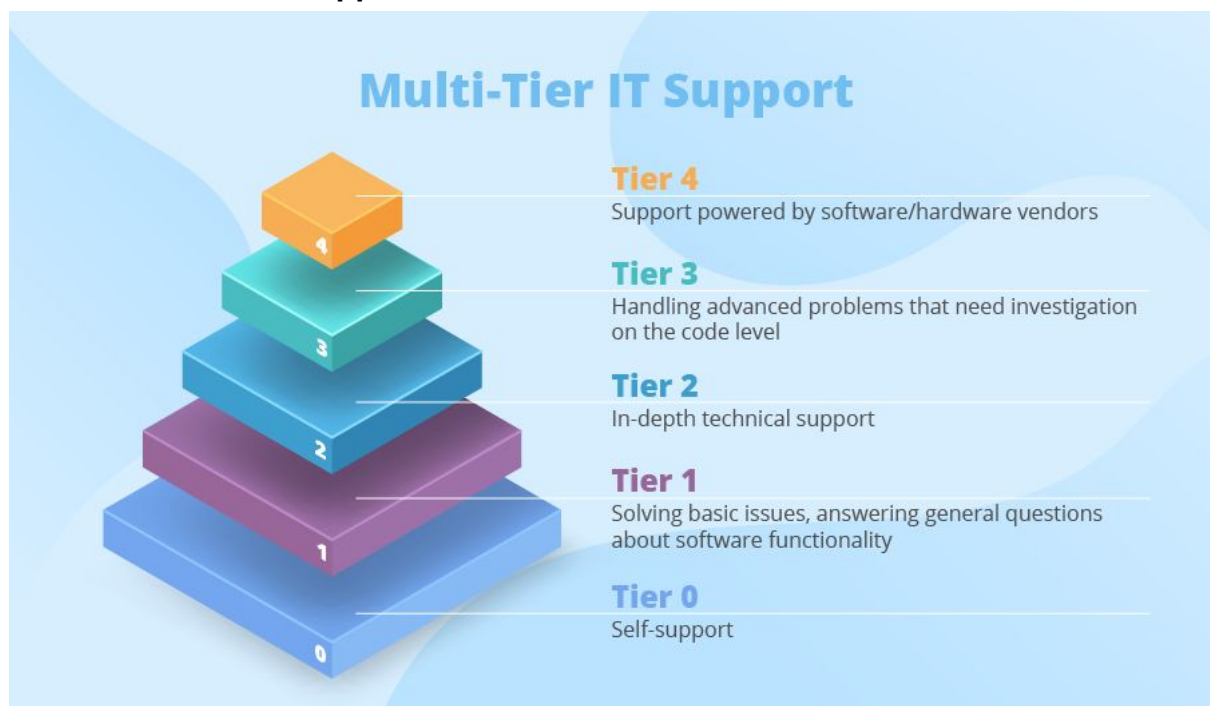 Multi-Tier IT Support
Tier 4
Support powered by software/hardware vendors
4
Tier 3
Handling advanced problems that need investigation
on the code level
3
Tier 2
In-depth technical support
2
Tier 1
Solving basic issues, answering general questions
about software functionality
1
Tier 0
Self-support
0